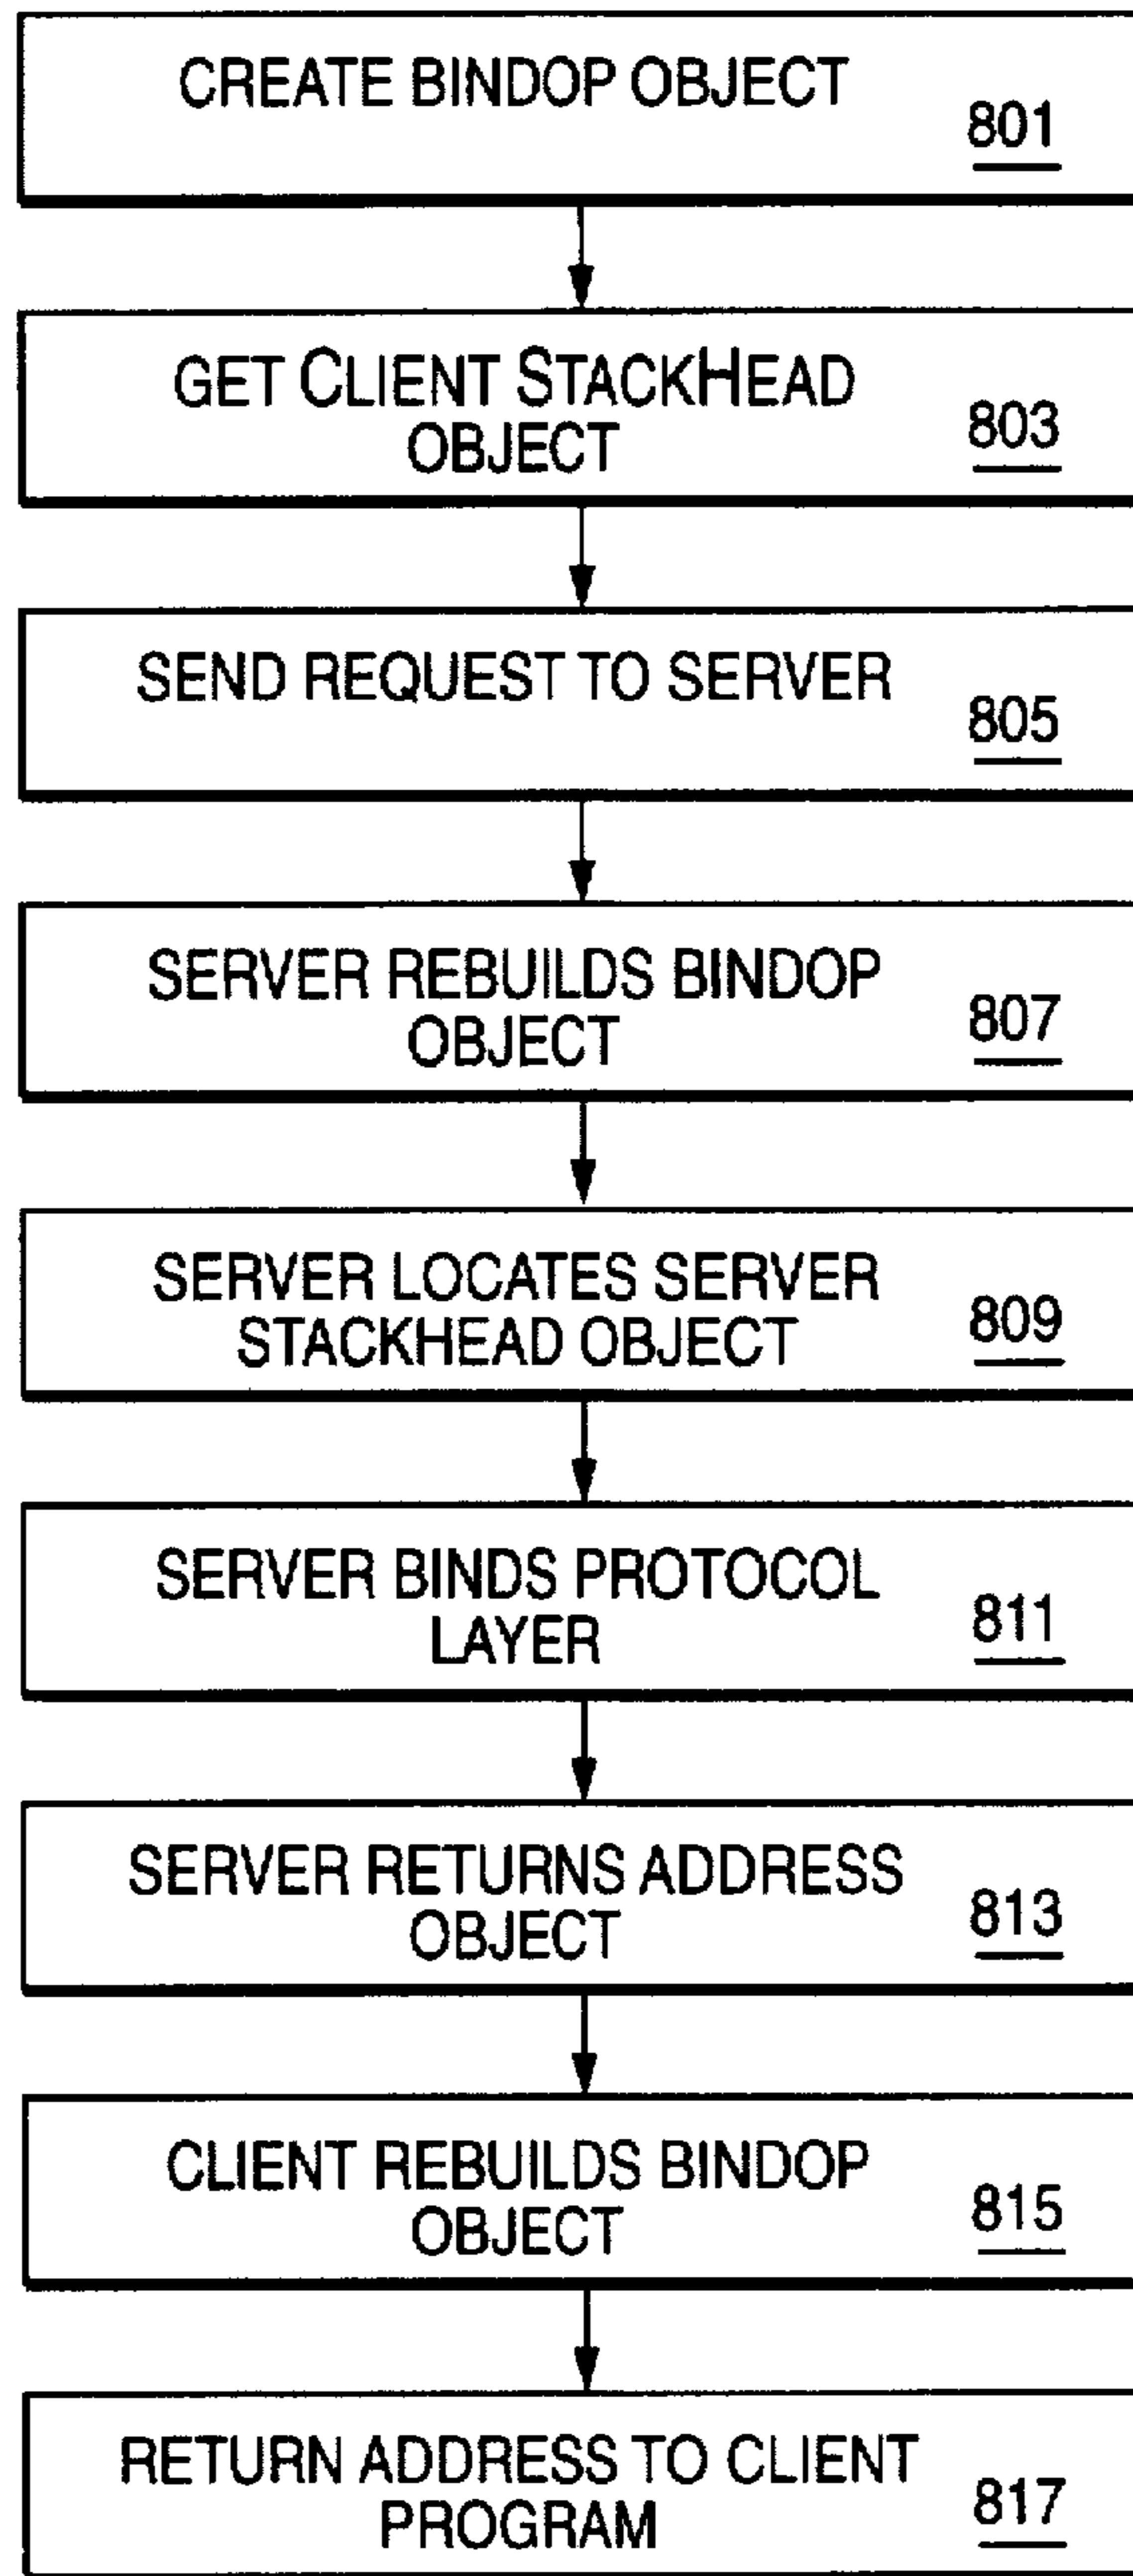 CREATE BINDOP OBJECT
801
GET CLIENT STACKHEAD
OBJECT
803
SEND REQUEST TO SERVER
805
SERVER REBUILDS BINDOP
OBJECT
807
SERVER LOCATES SERVER
STACKHEAD OBJECT
809
SERVER BINDS PROTOCOL
LAYER
811
SERVER RETURNS ADDRESS
OBJECT
813
CLIENT REBUILDS BINDOP
OBJECT
815
RETURN ADDRESS TO CLIENT
PROGRAM
817